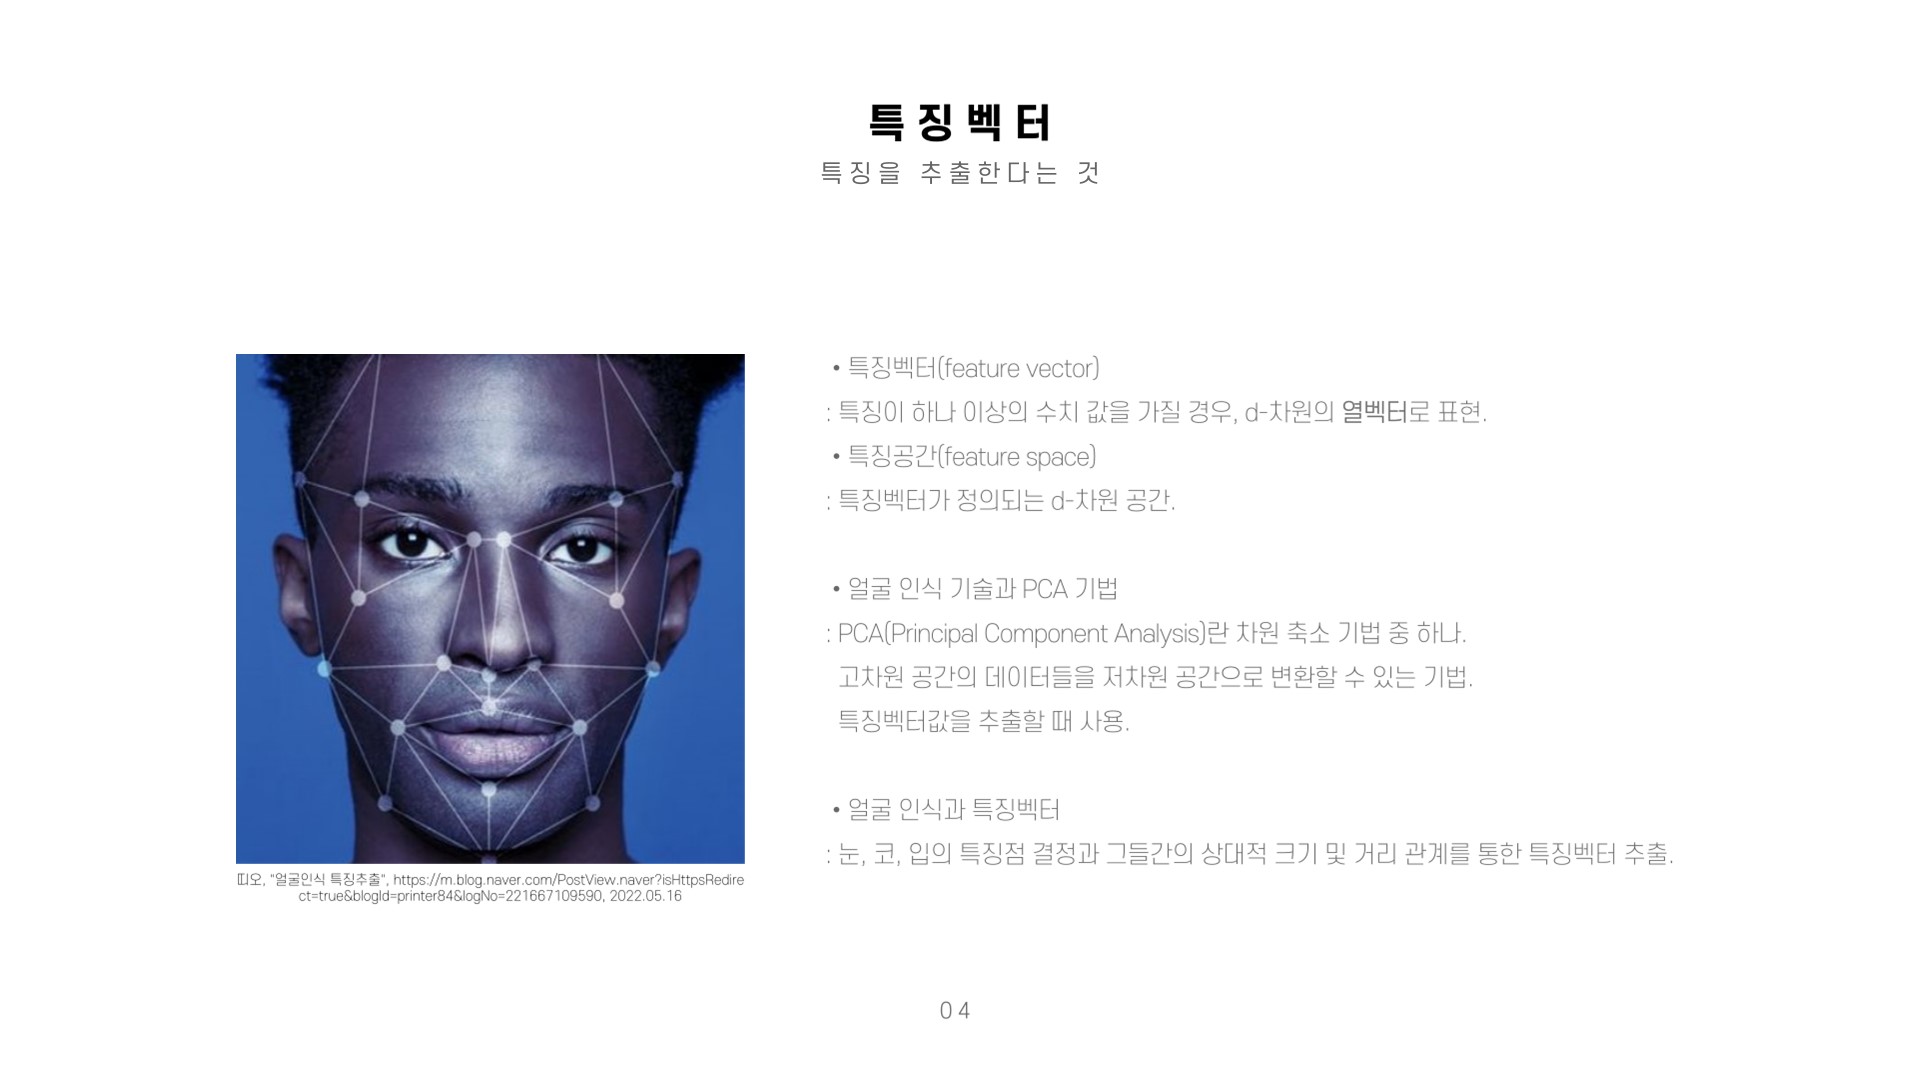 특징벡터
특징을 추출한다는 것
• 특징벡터(feature vector)
: 특징이 하나 이상의 수치 값을 가질 경우, d-차원의 열벡터로 표현.
• 특징공간(feature space)
: 특징벡터가 정의되는 d-차원 공간.
• 얼굴 인식 기술과 PCA 기법
: PCA(Principal Component Analysis)란 차원 축소 기법 중 하나.
고차원 공간의 데이터들을 저차원 공간으로 변환할 수 있는 기법.
특징벡터값을 추출할 때 사용.
• 얼굴 인식과 특징벡터
: 눈, 코, 입의 특징점 결정과 그들간의 상대적 크기 및 거리 관계를 통한 특징벡터 추출.
띠오, "얼굴인식 특징추출", https://m.blog.naver.com/PostView.naver?isHttpsRedire
ct=true&blogId=printer84&logNo=221667109590, 2022.05.16
04